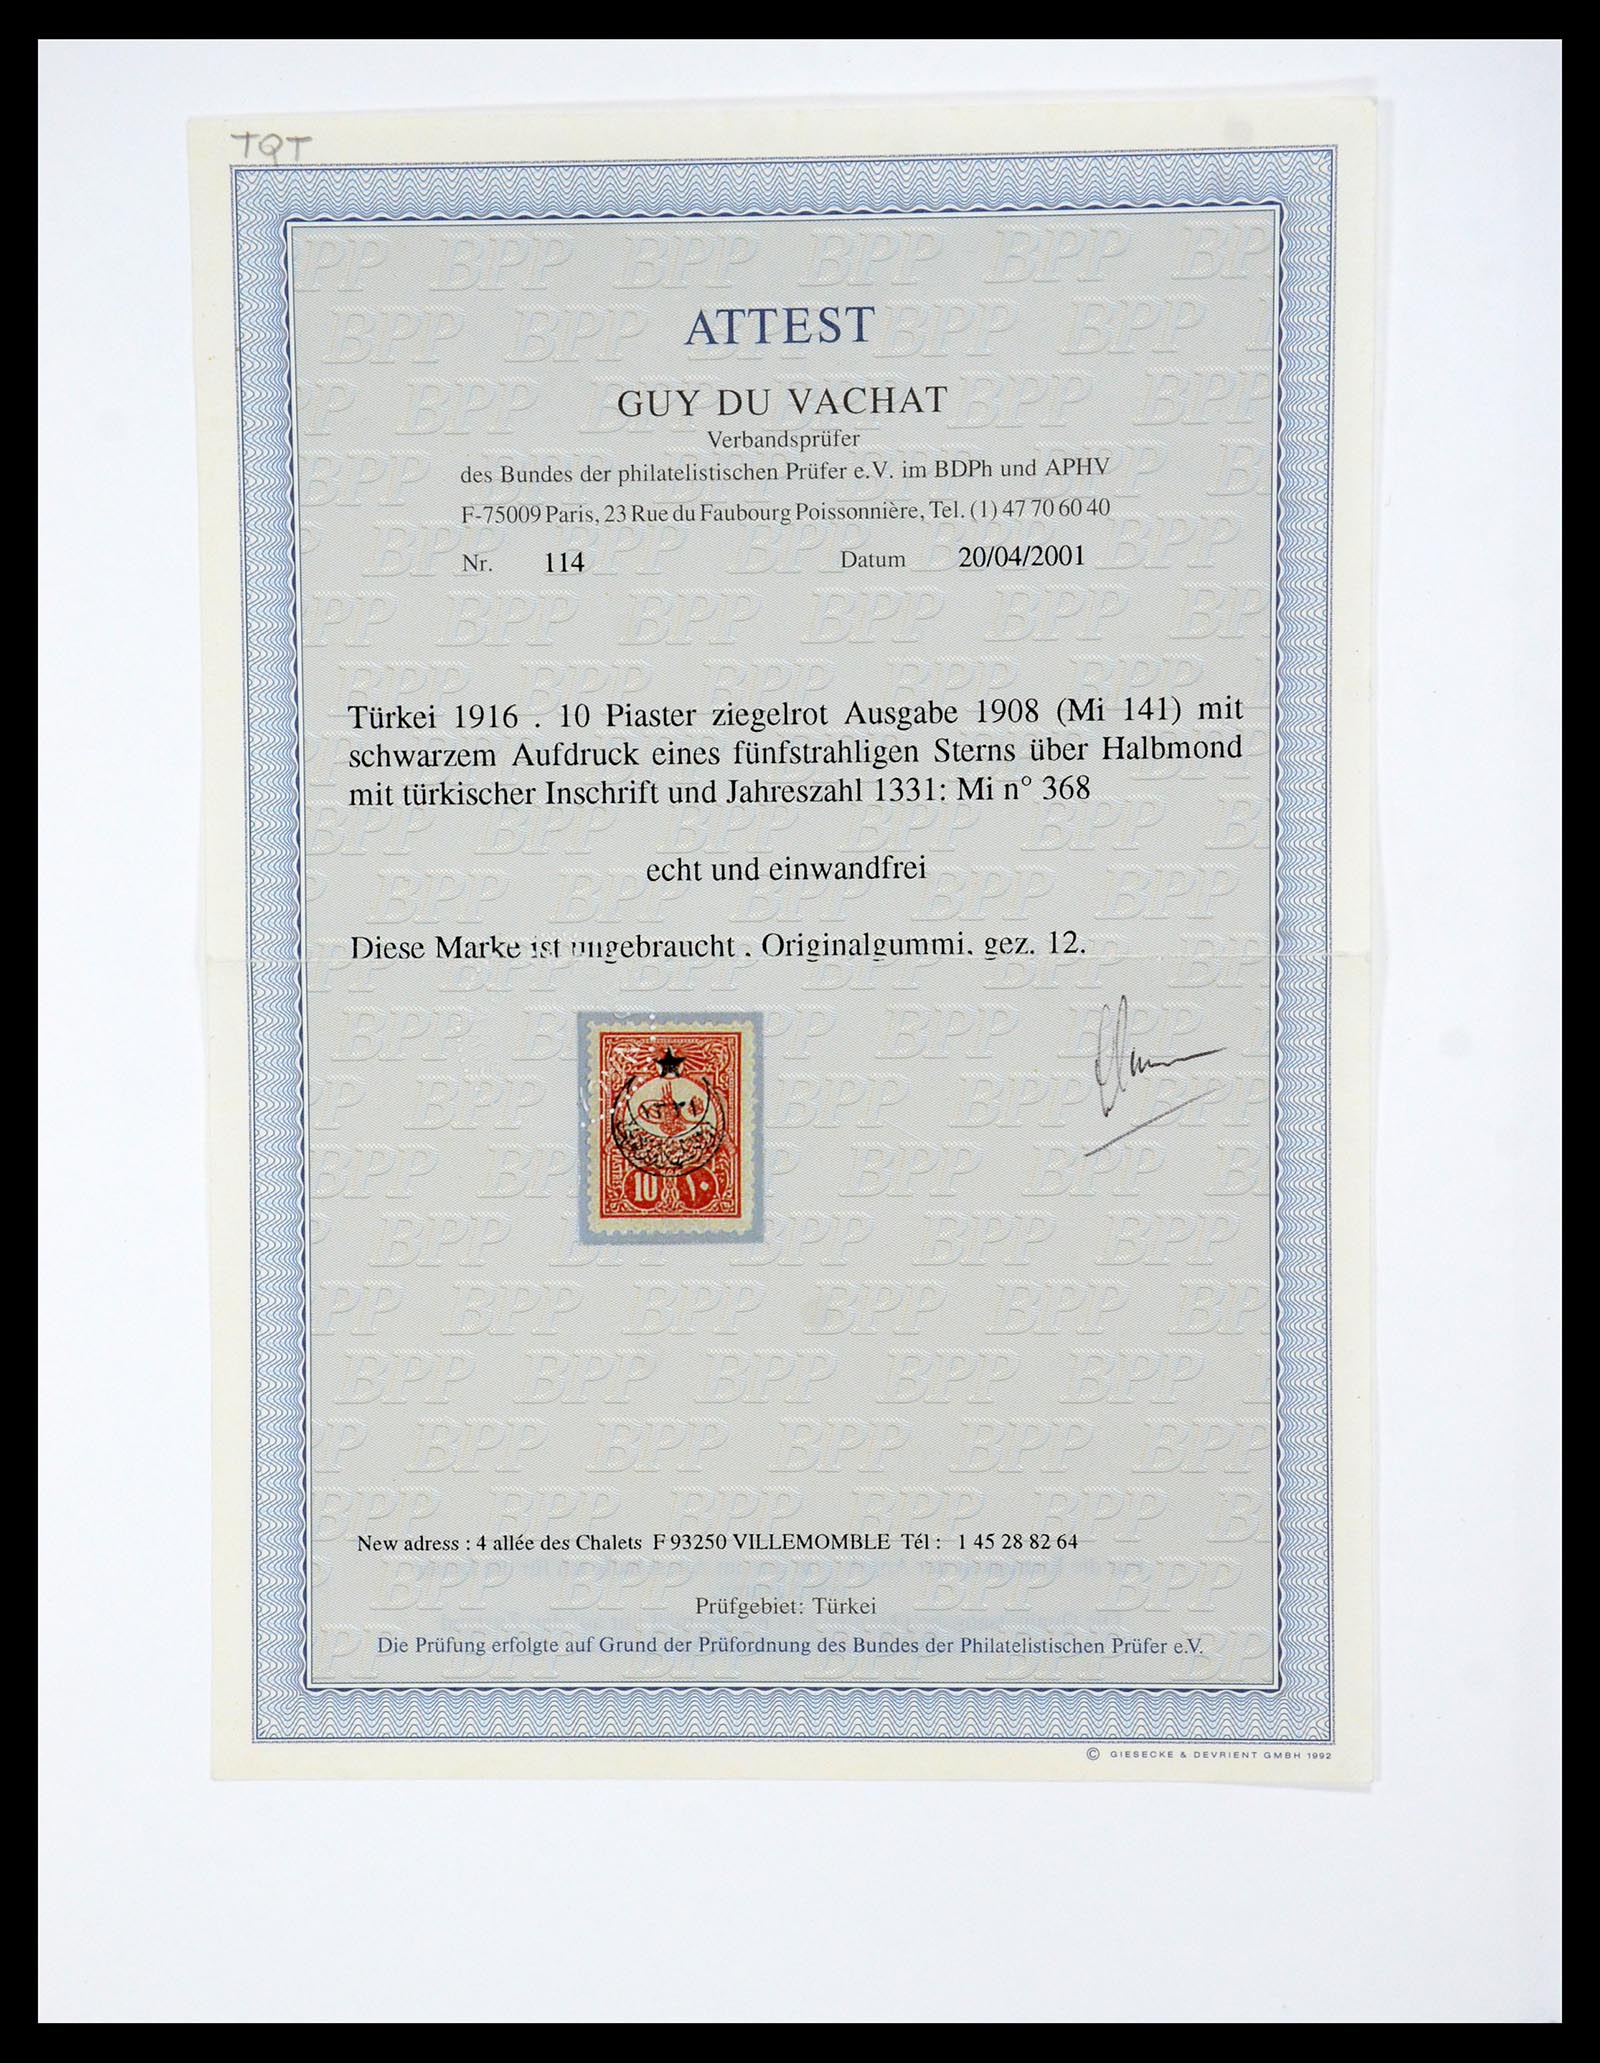 TQT
ATTEST
GUY DU VACHAT
Verbandsprüfer
des Bundes der philatelistischen Prüfer e.V. im BDPh und APHV
F-75009 Paris, 23 Rue du Faubourg Poissonnière, Tel. (1) 47 70 60 40
Nr. 114 Datum 20/04/2001
Türkei 1916 . 10 Piaster ziegelrot Ausgabe 1908 (Mi 141) mit
schwarzem Aufdruck eines fünfstrahligen Sterns über Halbmond
mit türkischer Inschrift und Jahreszahl 1331: Mi n° 368
echt und einwandfrei
Diese Marke ist ungebraucht . Originalgummi. gez. 12.
١٣٣١
10 ١٠
New adress : 4 allée des Chalets F 93250 VILLEMOMBLE Tél : 1 45 28 82 64
Prüfgebiet: Türkei
Die Prüfung erfolgte auf Grund der Prüfordnung des Bundes der Philatelistischen Prüfer e.V.
© GIESECKE & DEVRIENT GMBH 1992